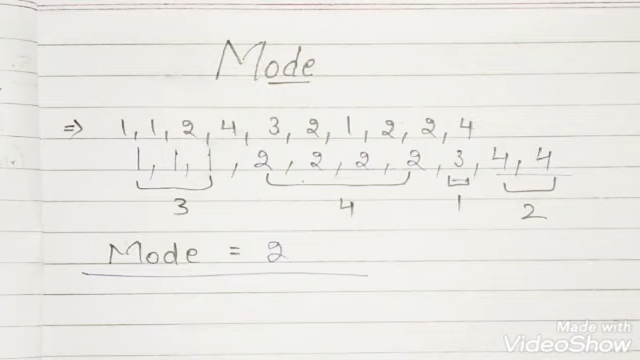 Mode
⇒ 1, 1, 2, 4, 3, 2, 1, 2, 2, 4
1, 1, 1, 2, 2, 2, 2, 3, 4, 4
3 4 1 2
Mode = 2
Made with
VideoShow